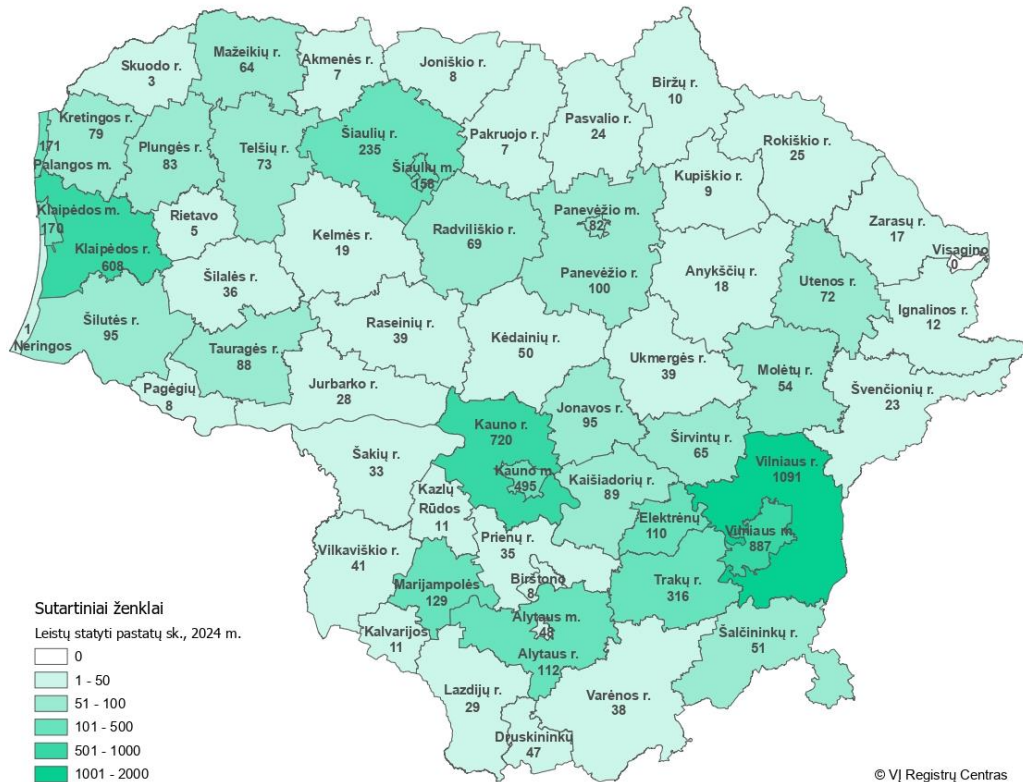 Skuodo r.
3
Mažeikių r.
64
Akmenės r.
7
Joniškio r.
8
Biržų r.
10
Kretingos r.
79
Plungės r.
83
Telšių r.
73
Šiaulių r.
235
Šiaulių m.
158
Pakruojo r.
7
Pasvalio r.
24
Rokiškio r.
25
Kupiškio r.
9
171
Palangos m.
Klaipėdos m.
170
Klaipėdos r.
608
Rietavo
5
Kelmės r.
19
Radviliškio r.
69
Panevėžio m.
82
Panevėžio r.
100
Anykščių r.
18
Zarasų r.
17
Visagino
0
Utenos r.
72
Ignalinos r.
12
Šilalės r.
36
Šilutės r.
95
1
Neringos
Tauragės r.
88
Pagėgių
8
Raseinių r.
39
Kėdainių r.
50
Ukmergės r.
39
Molėtų r.
54
Švenčionių r.
23
Jurbarko r.
28
Kauno r.
720
Kauno m.
495
Jonavos r.
95
Širvintų r.
65
Vilniaus r.
1091
Vilniaus m.
887
Šakių r.
33
Kazlų
Rūdos
11
Kaišiadorių r.
89
Elektrėnų
110
Prienų r.
35
Vilkaviškio r.
41
Marijampolės
129
Birštono
8
Trakų r.
316
Alytaus m.
48
Alytaus r.
112
Kalvarijos
11
Šalčininkų r.
51
Lazdijų r.
29
Varėnos r.
38
Druskininkų
47
Sutartiniai ženklai
Leistų statyti pastatų sk., 2024 m.
0
1 - 50
51 - 100
101 - 500
501 - 1000
1001 - 2000
© VĮ Registrų Centras